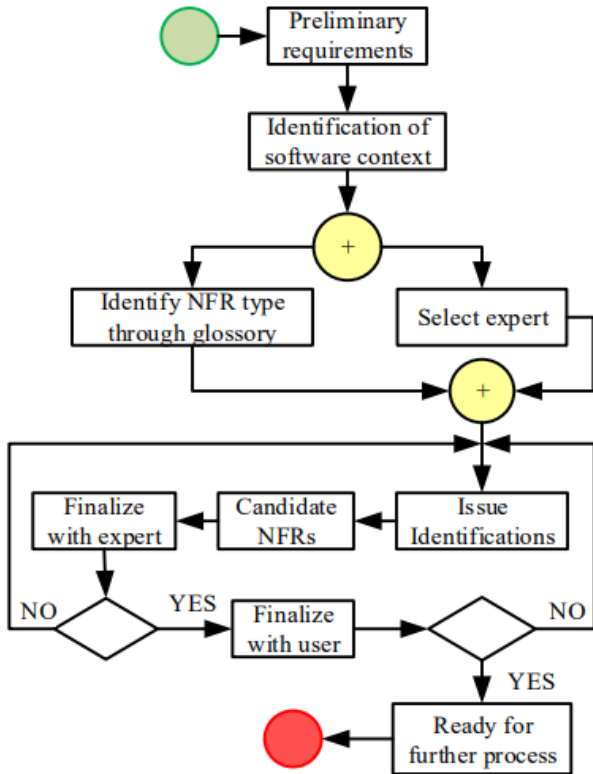 Preliminary
requirements
Identification of
software context
+
Identify NFR type
through glossory
Select expert
+
Finalize
with expert
Candidate
NFRs
Issue
Identifications
NO
YES
Finalize
with user
NO
YES
Ready for
further process